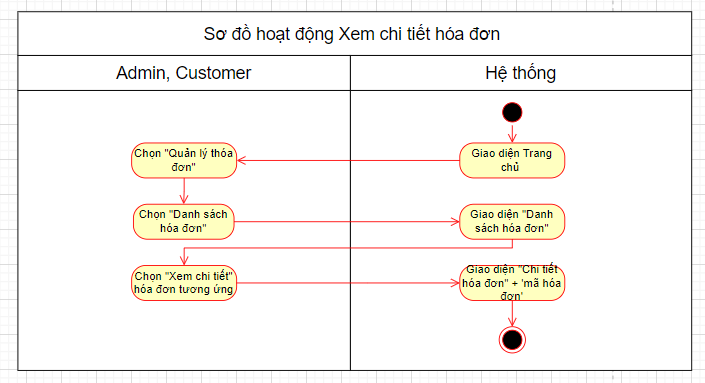 Sơ đồ hoạt động Xem chi tiết hóa đơn
Admin, Customer
Hệ thống
Giao diện Trang
chủ
Chọn "Quản lý thóa
đơn"
Chọn "Danh sách
hóa đơn"
Giao diện "Danh
sách hóa đơn"
Chọn "Xem chi tiết"
hóa đơn tương ứng
Giao diện "Chi tiết
hóa đơn" + 'mã hóa
đơn'